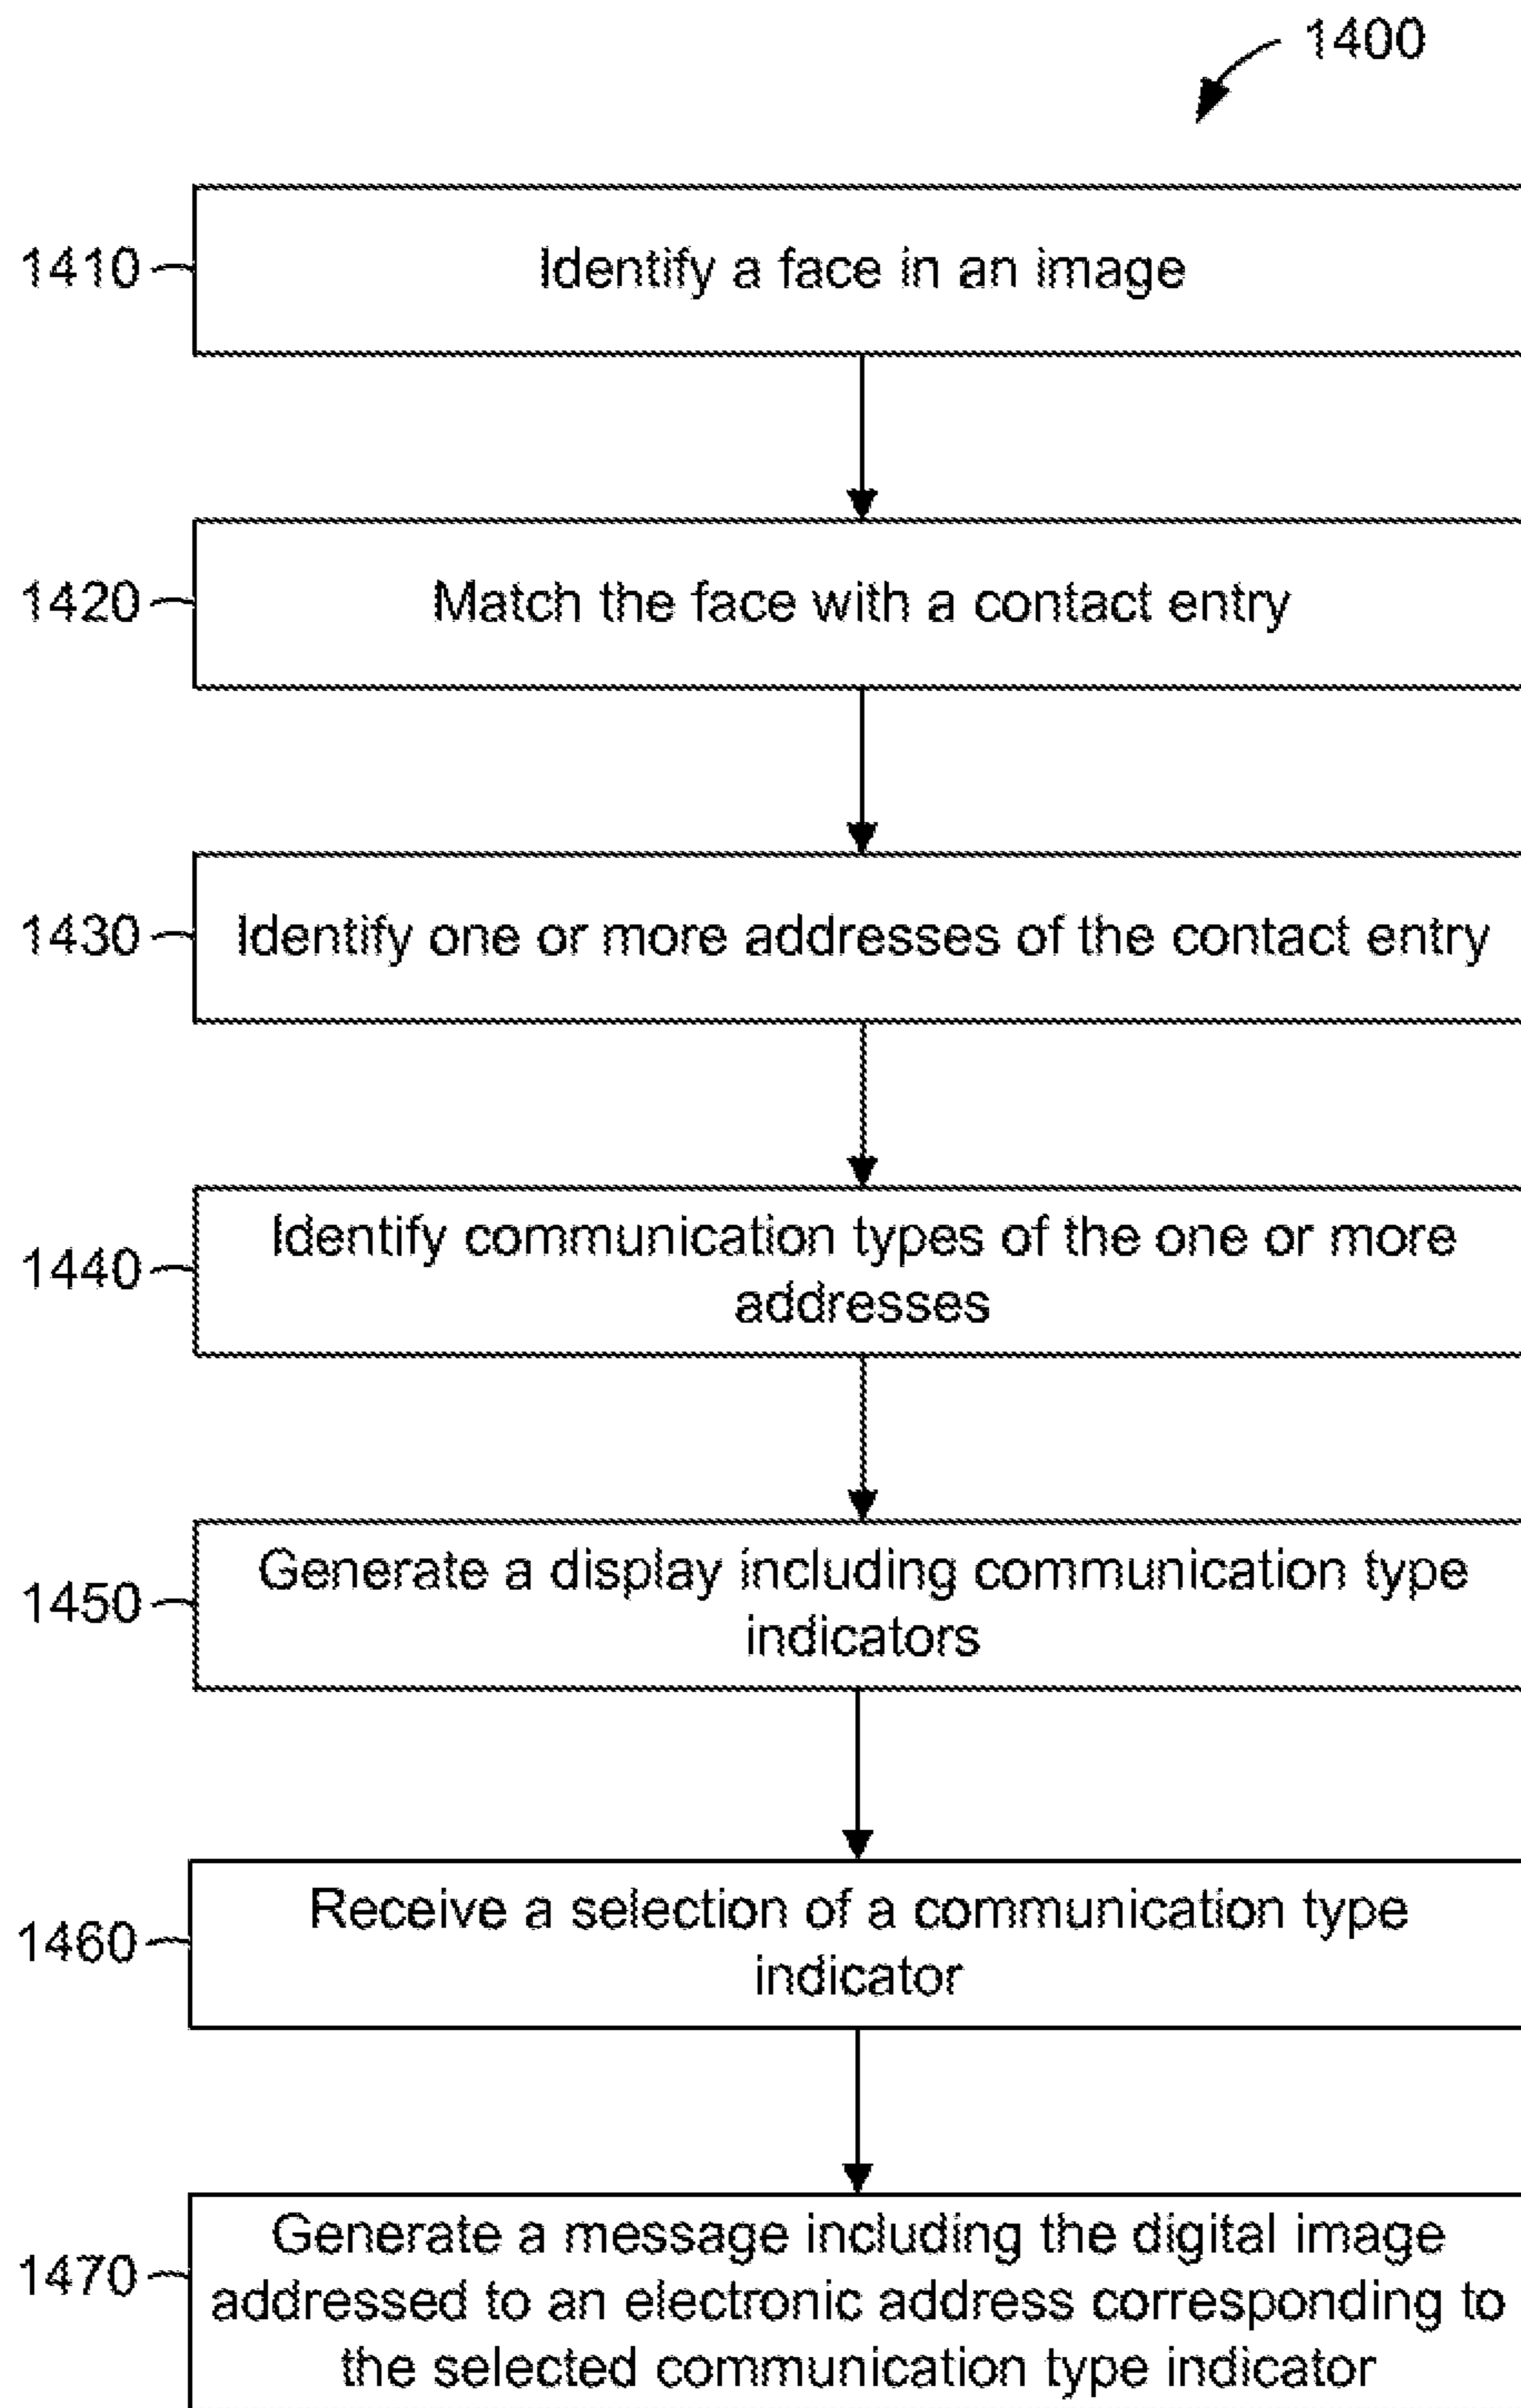 1400
1410
Identify a face in an image
1420
Match the face with a contact entry
1430
Identify one or more addresses of the contact entry
1440
Identify communication types of the one or more
addresses
1450
Generate a display including communication type
indicators
1460
Receive a selection of a communication type
indicator
1470
Generate a message including the digital image
addressed to an electronic address corresponding to
the selected communication type indicator